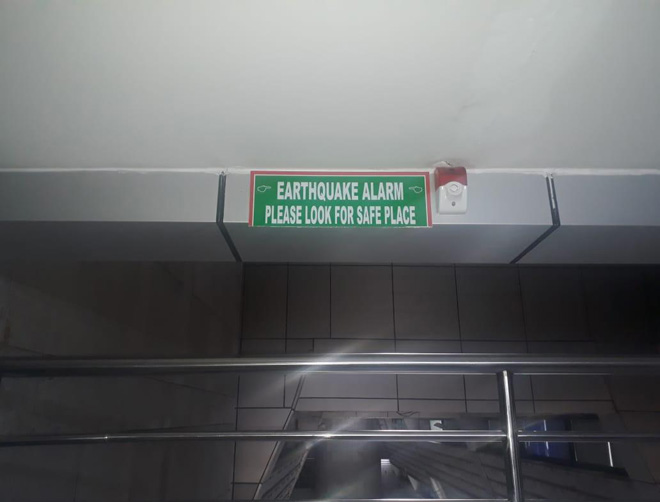 EARTHQUAKE ALARM
PLEASE LOOK FOR SAFE PLACE